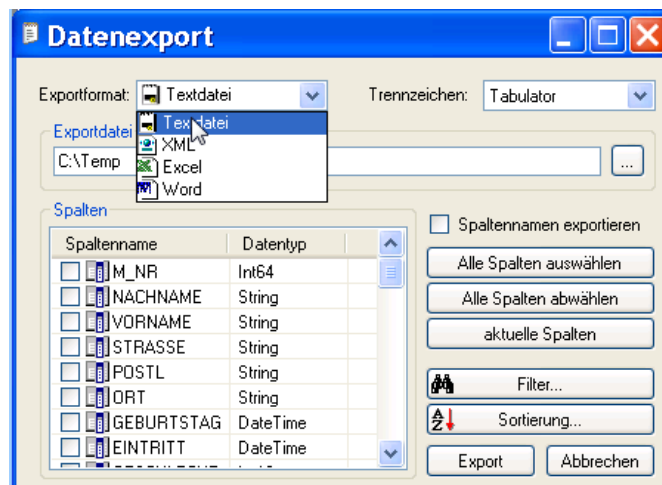 Datenexport
Exportformat: Textdatei Trennzeichen: Tabulator
Textdatei
XML
Excel
Word
Exportdatei
C:\Temp ...
Spalten
Spaltenname Datentyp
M_NR Int64
NACHNAME String
VORNAME String
STRASSE String
POSTL String
ORT String
GEBURTSTAG DateTime
EINTRITT DateTime
Spaltennamen exportieren
Alle Spalten auswählen
Alle Spalten abwählen
aktuelle Spalten
Filter...
Sortierung...
Export Abbrechen